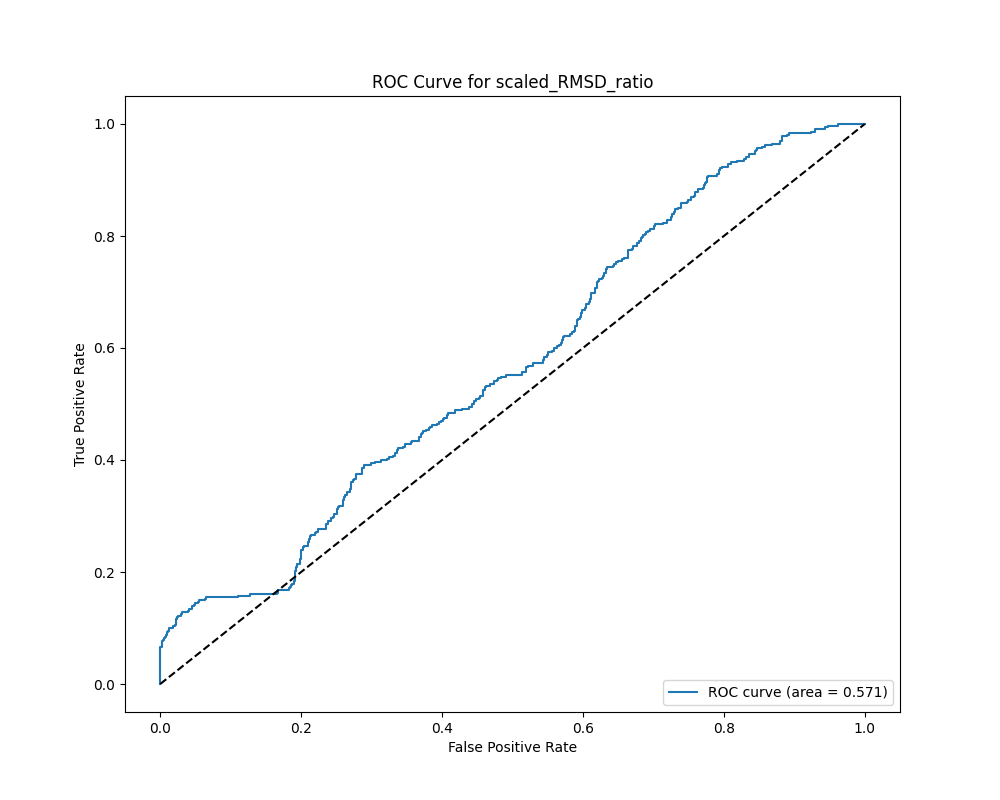 ROC Curve for scaled_RMSD_ratio
True Positive Rate
1.0
0.8
0.6
0.4
0.2
0.0
ROC curve (area = 0.571)
0.0 0.2 0.4 0.6 0.8 1.0
False Positive Rate